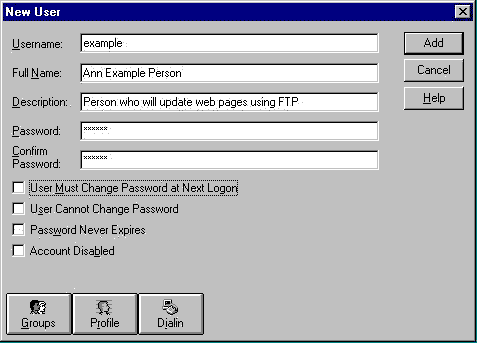 New User
Username: example
Add
Full Name: Ann Example Person
Cancel
Description: Person who will update web pages using FTP
Help
Password: ******
Confirm
Password: ******
User Must Change Password at Next Logon
User Cannot Change Password
Password Never Expires
Account Disabled
Groups Profile Dialin